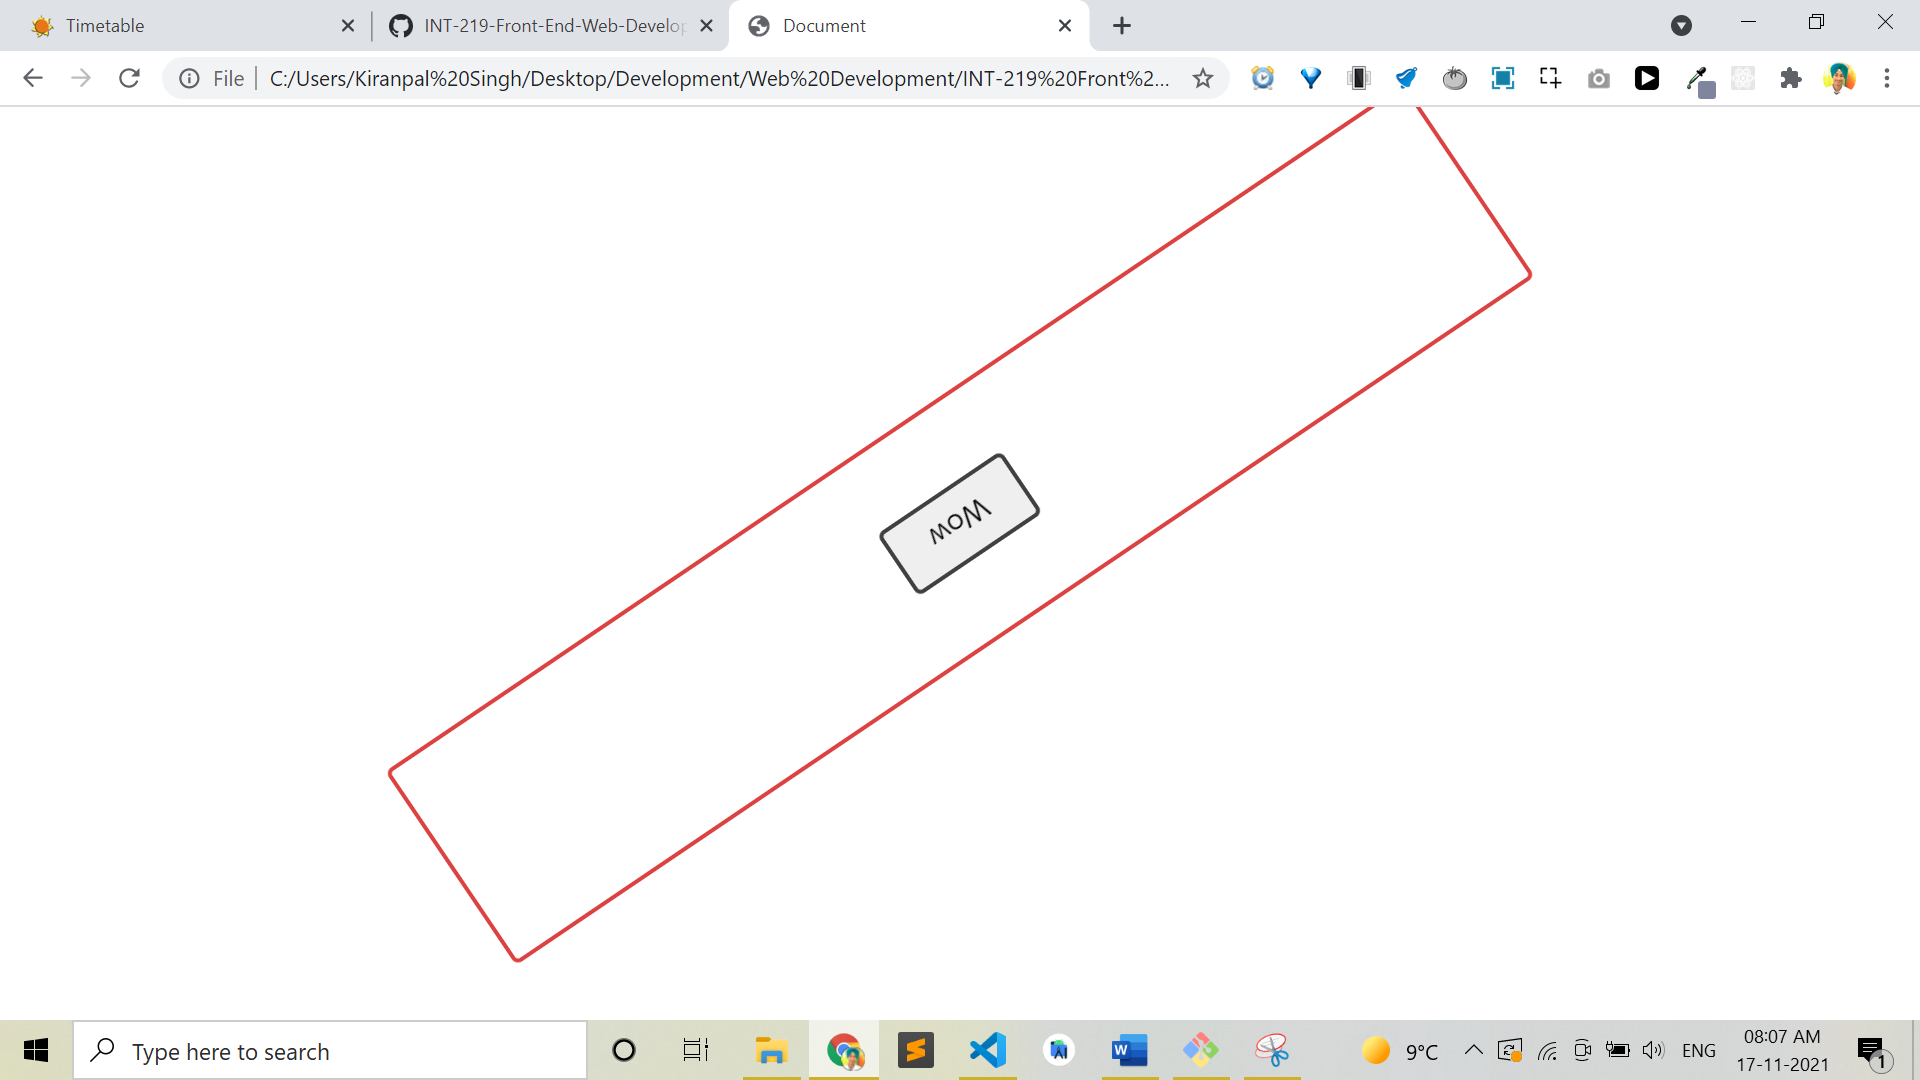 Timetable
INT-219-Front-End-Web-Develop
Document
File
C:/Users/Kiranpal%20Singh/Desktop/Development/Web%20Development/INT-219%20Front%2...
Wow
Type here to search
9°C
ENG
08:07 AM
17-11-2021
1